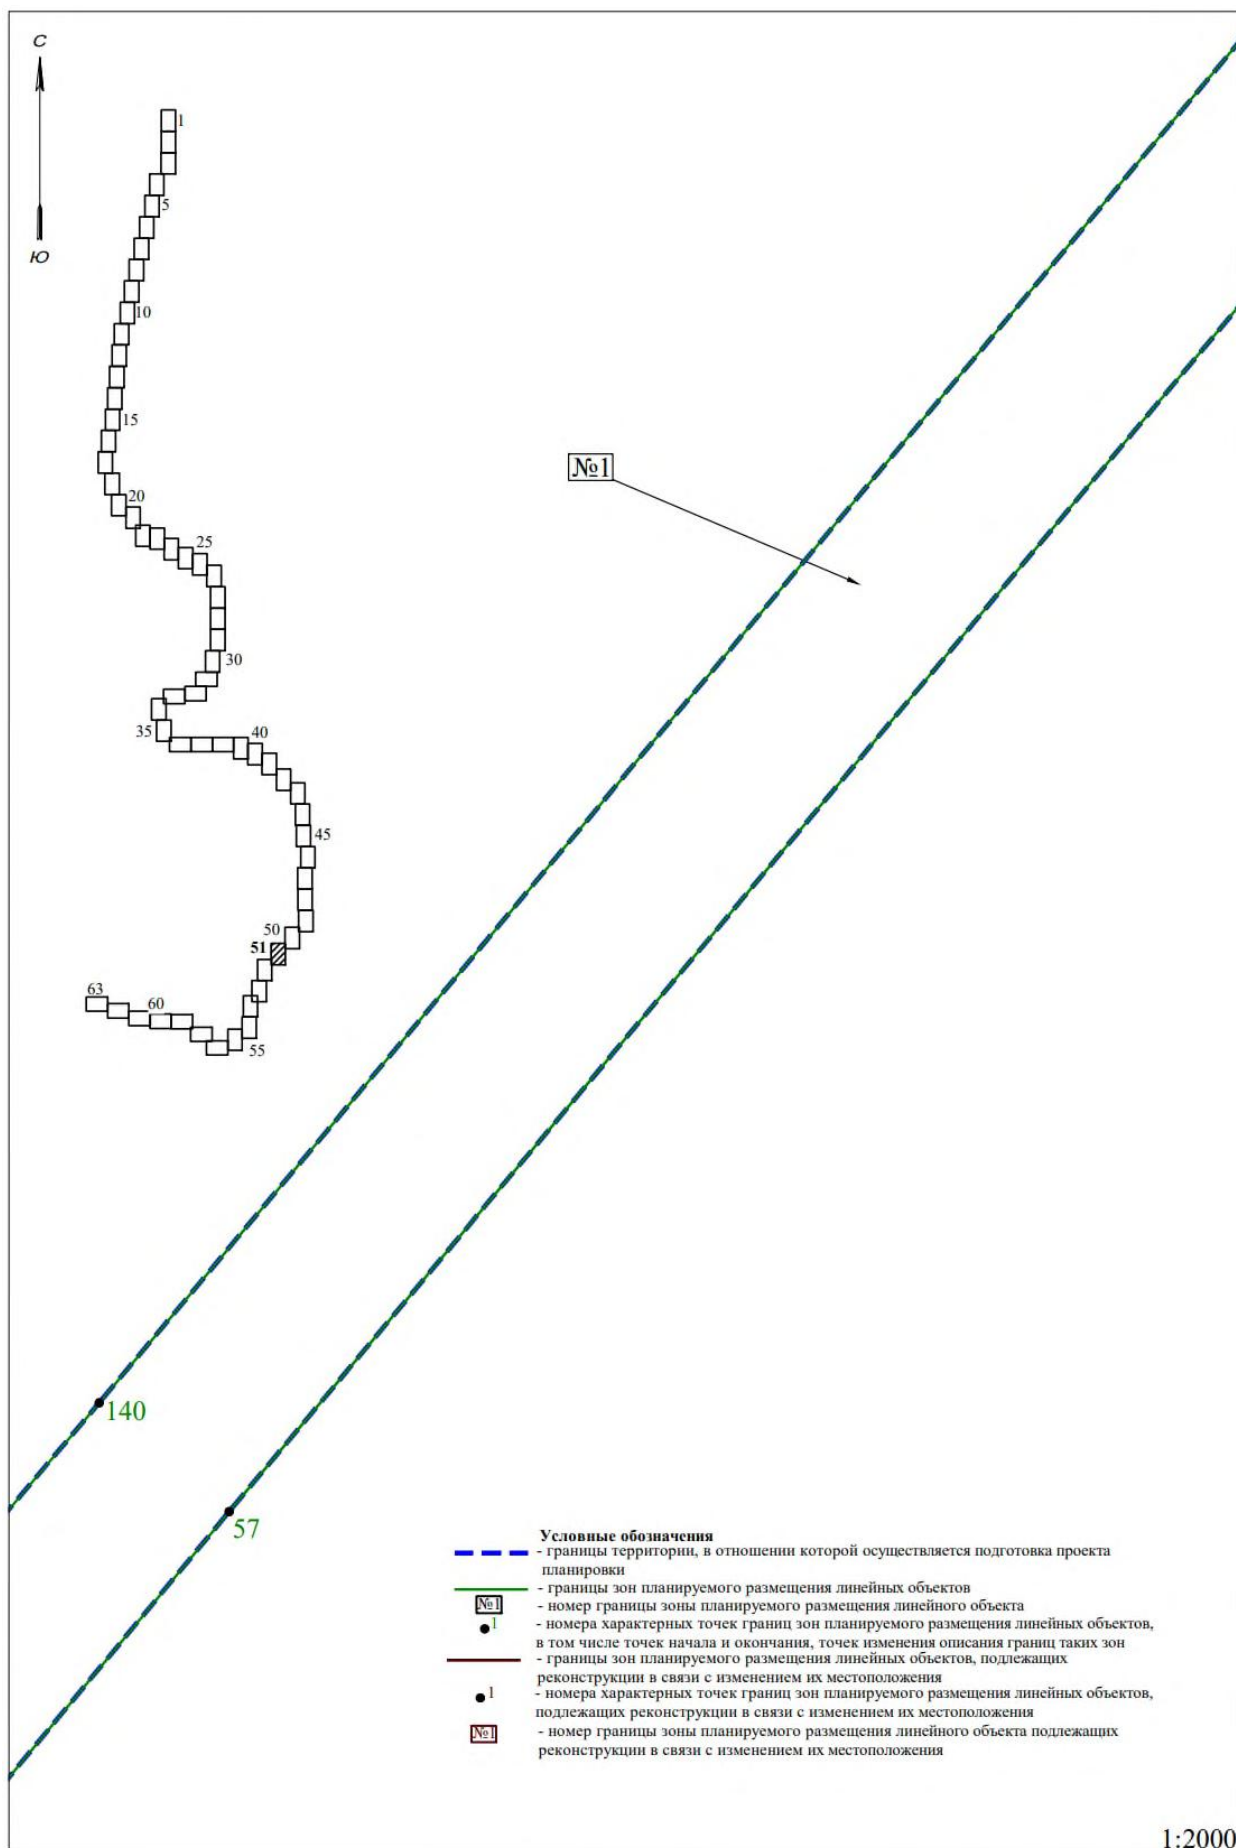 С
Ю
1
5
10
15
20
25
30
35
40
45
50
51
55
60
63
№1
140
57
Условные обозначения
- границы территории, в отношении которой осуществляется подготовка проекта
планировки
- границы зон планируемого размещения линейных объектов
№1 - номер границы зоны планируемого размещения линейного объекта
1 - номера характерных точек границ зон планируемого размещения линейных объектов,
в том числе точек начала и окончания, точек изменения описания границ таких зон
- границы зон планируемого размещения линейных объектов, подлежащих
реконструкции в связи с изменением их местоположения
1 - номера характерных точек границ зон планируемого размещения линейных объектов,
подлежащих реконструкции в связи с изменением их местоположения
№1 - номер границы зоны планируемого размещения линейного объекта подлежащих
реконструкции в связи с изменением их местоположения
1:2000